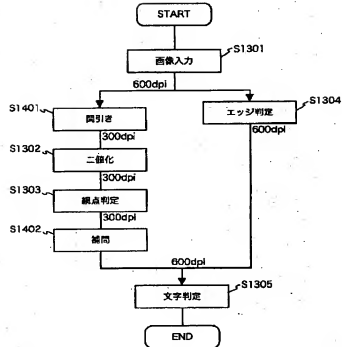 START
S1301
画像入力
600dpi
S1401
間引き
S1304
エッジ判定
300dpi
600dpi
S1302
二値化
300dpi
S1303
網点判定
300dpi
S1402
補間
600dpi
S1305
文字判定
END